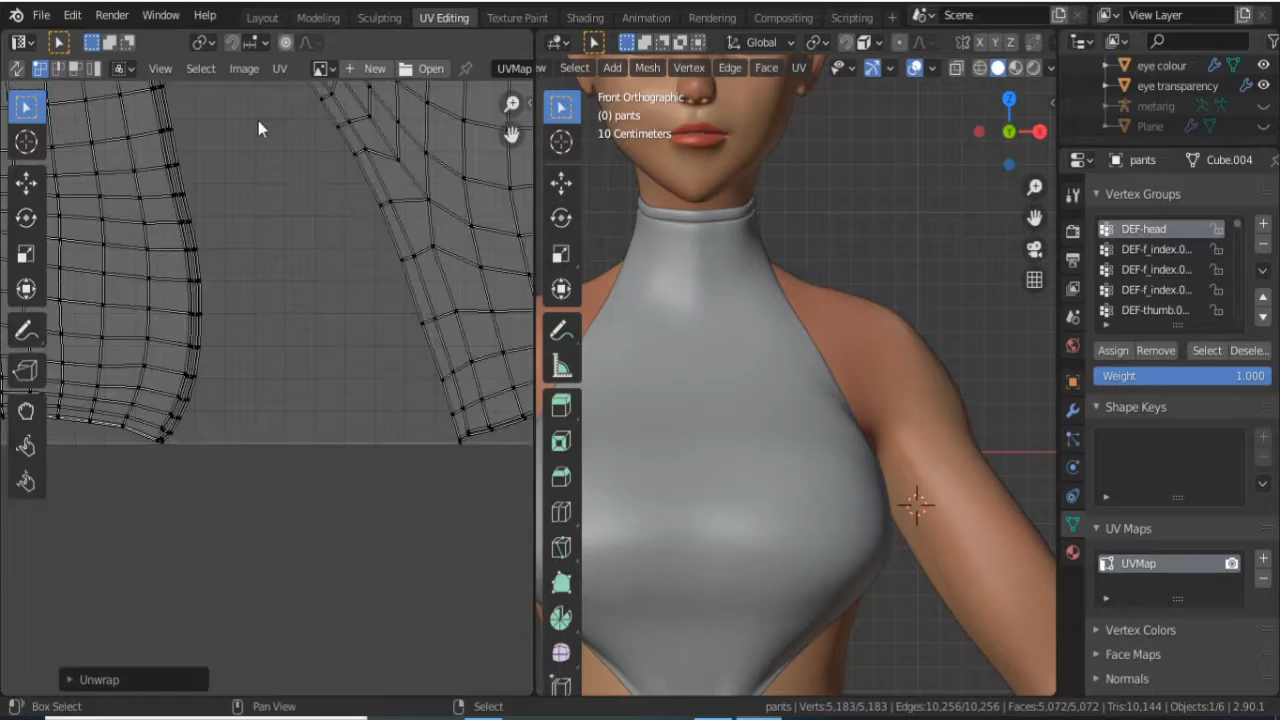 File Edit Render Window Help Layout Modeling Sculpting UV Editing Texture Paint Shading Animation Rendering Compositing Scripting Scene View Layer
Global
View Select Image UV New Open UVMap
Select Add Mesh Vertex Edge Face UV
eye colour
eye transparency
metarig
Plane
Front Orthographic
(0) pants
10 Centimeters
Z
X
Y
pants Cube.004
Vertex Groups
DEF-head
DEF-f_index.0...
DEF-f_index.0...
DEF-f_index.0...
DEF-thumb.0...
Assign Remove Select Desele...
Weight 1.000
Shape Keys
UV Maps
UVMap
Vertex Colors
Face Maps
Normals
Unwrap
Box Select Pan View Select pants | Verts:5,183/5,183 | Edges:10,256/10,256 | Faces:5,072/5,072 | Tris:10,144 | Objects:1/6 | 2.90.1